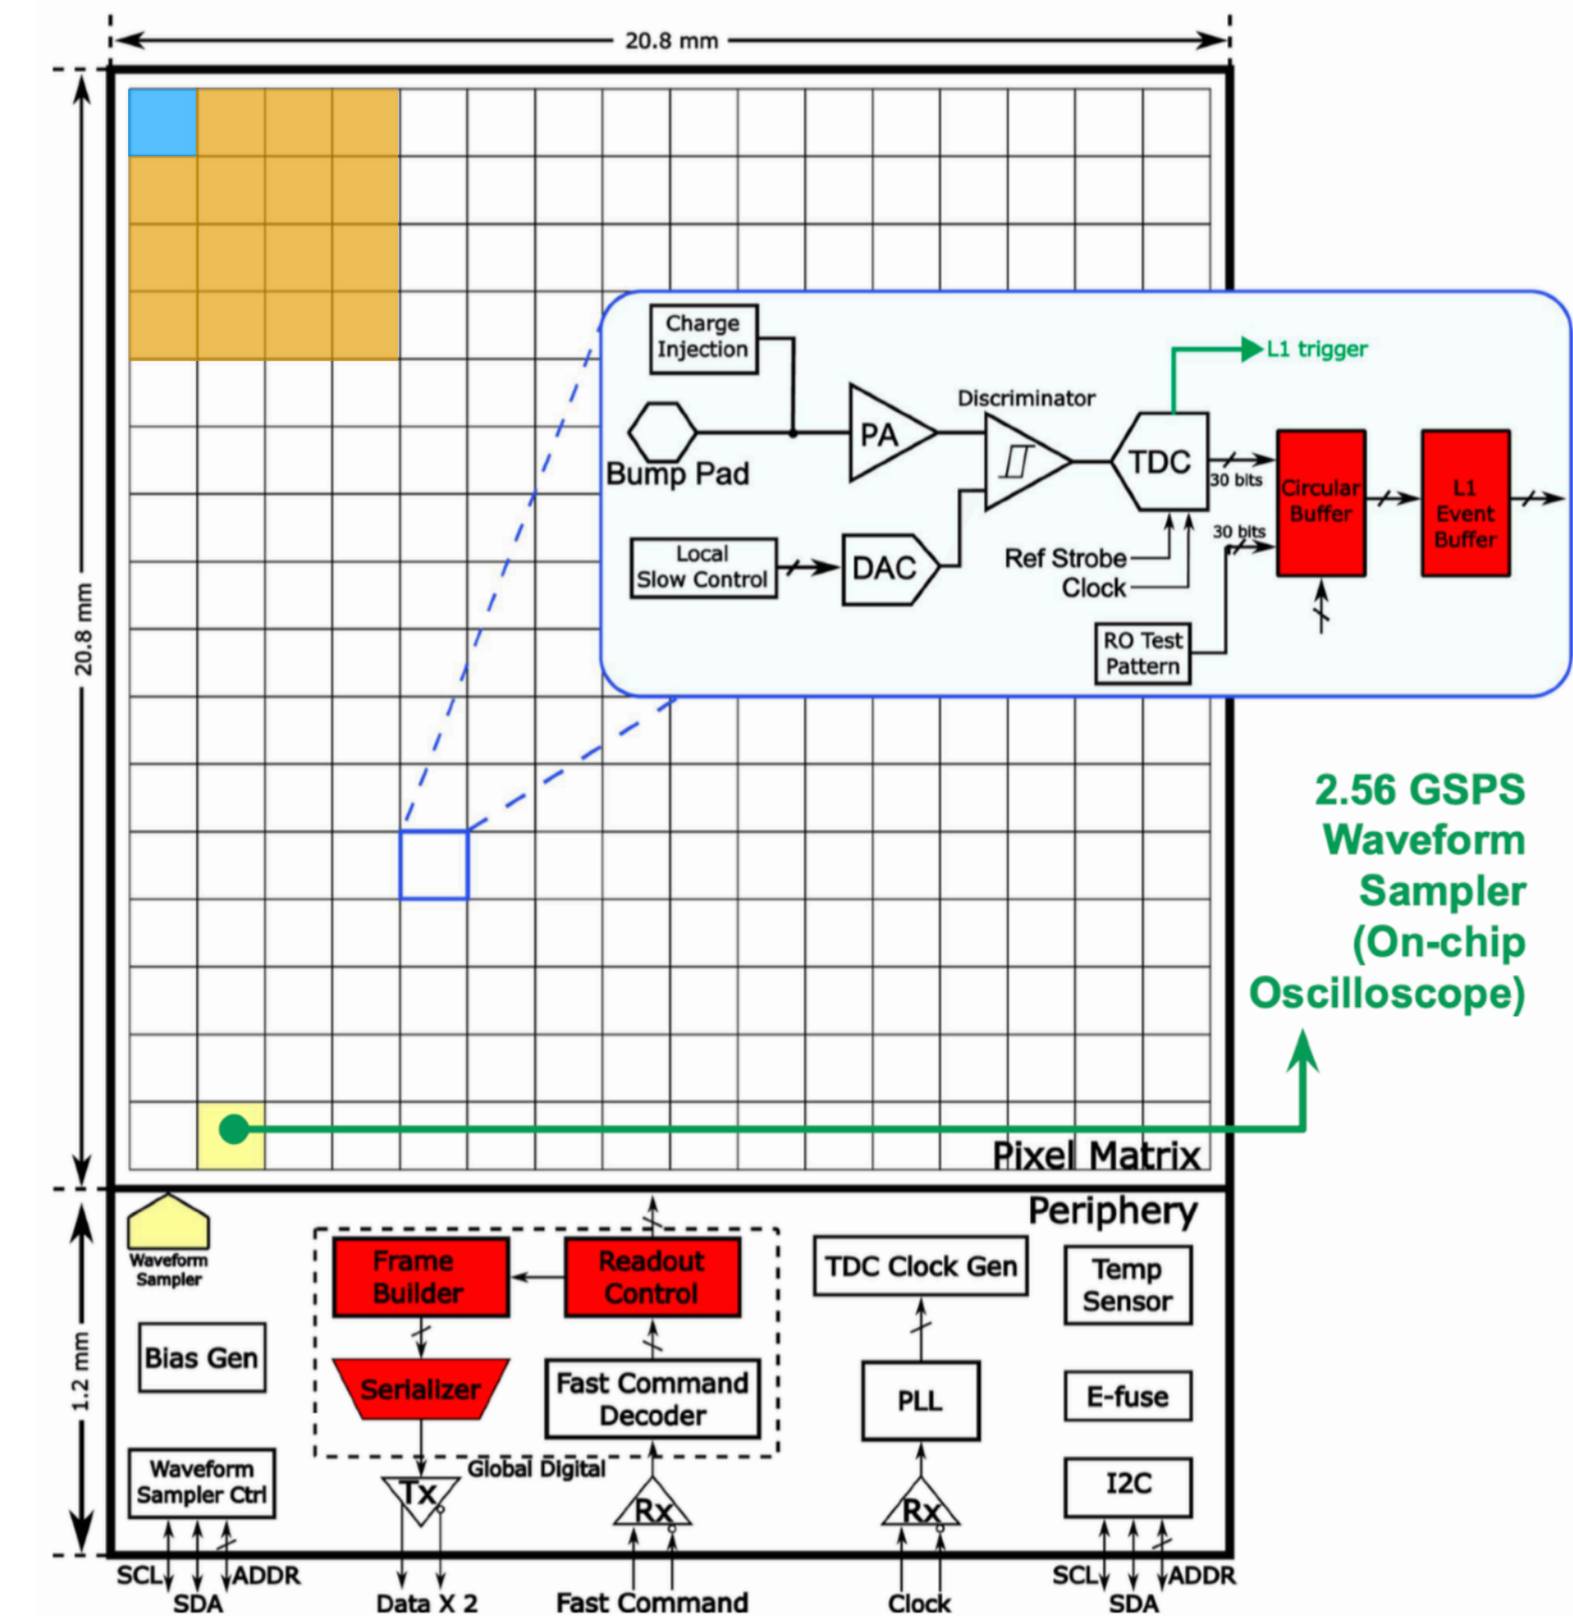 20.8 mm
20.8 mm
Charge
Injection
L1 trigger
Discriminator
PA
Bump Pad
TDC
30 bits
Circular
Buffer
L1
Event
Buffer
30 bits
Local
Slow Control
DAC
Ref Strobe
Clock
RO Test
Pattern
2.56 GSPS
Waveform
Sampler
(On-chip
Oscilloscope)
Pixel Matrix
Periphery
1.2 mm
Waveform
Sampler
Frame
Builder
Readout
Control
TDC Clock Gen
Temp
Sensor
Bias Gen
Serializer
Fast Command
Decoder
PLL
E-fuse
Global Digital
Waveform
Sampler Ctrl
Tx
Rx
Rx
I2C
SCL
SDA
ADDR
Data X 2
Fast Command
Clock
SCL
SDA
ADDR